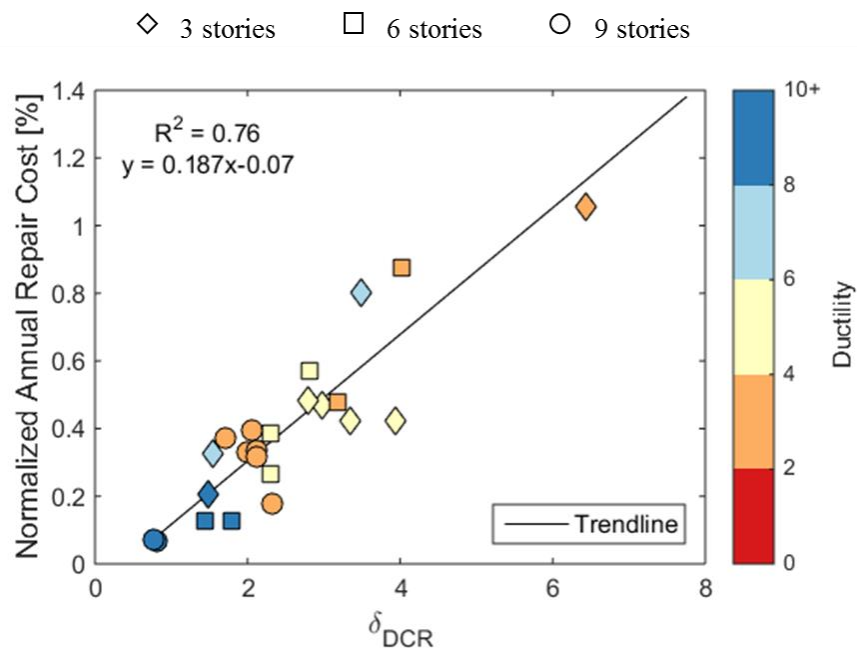 3 stories 6 stories 9 stories
R² = 0.76
y = 0.187x-0.07
Normalized Annual Repair Cost [%]
1.4
1.2
1
0.8
0.6
0.4
0.2
0
0 2 4 6 8
δDCR
Trendline
10+
8
6
4
2
0
Ductility